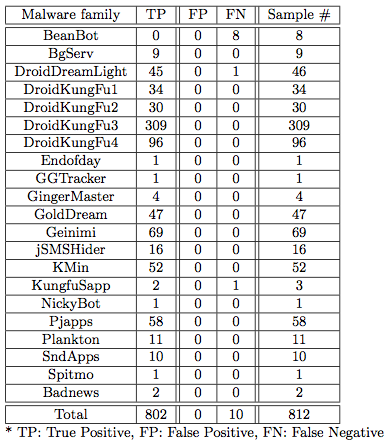 Malware family TP FP FN Sample #
BeanBot 0 0 8 8
BgServ 9 0 0 9
DroidDreamLight 45 0 1 46
DroidKungFu1 34 0 0 34
DroidKungFu2 30 0 0 30
DroidKungFu3 309 0 0 309
DroidKungFu4 96 0 0 96
Endofday 1 0 0 1
GGTracker 1 0 0 1
GingerMaster 4 0 0 4
GoldDream 47 0 0 47
Geinimi 69 0 0 69
jSMSHider 16 0 0 16
KMin 52 0 0 52
KungfuSapp 2 0 1 3
NickyBot 1 0 0 1
Pjapps 58 0 0 58
Plankton 11 0 0 11
SndApps 10 0 0 10
Spitmo 1 0 0 1
Badnews 2 0 0 2
Total 802 0 10 812
* TP: True Positive, FP: False Positive, FN: False Negative